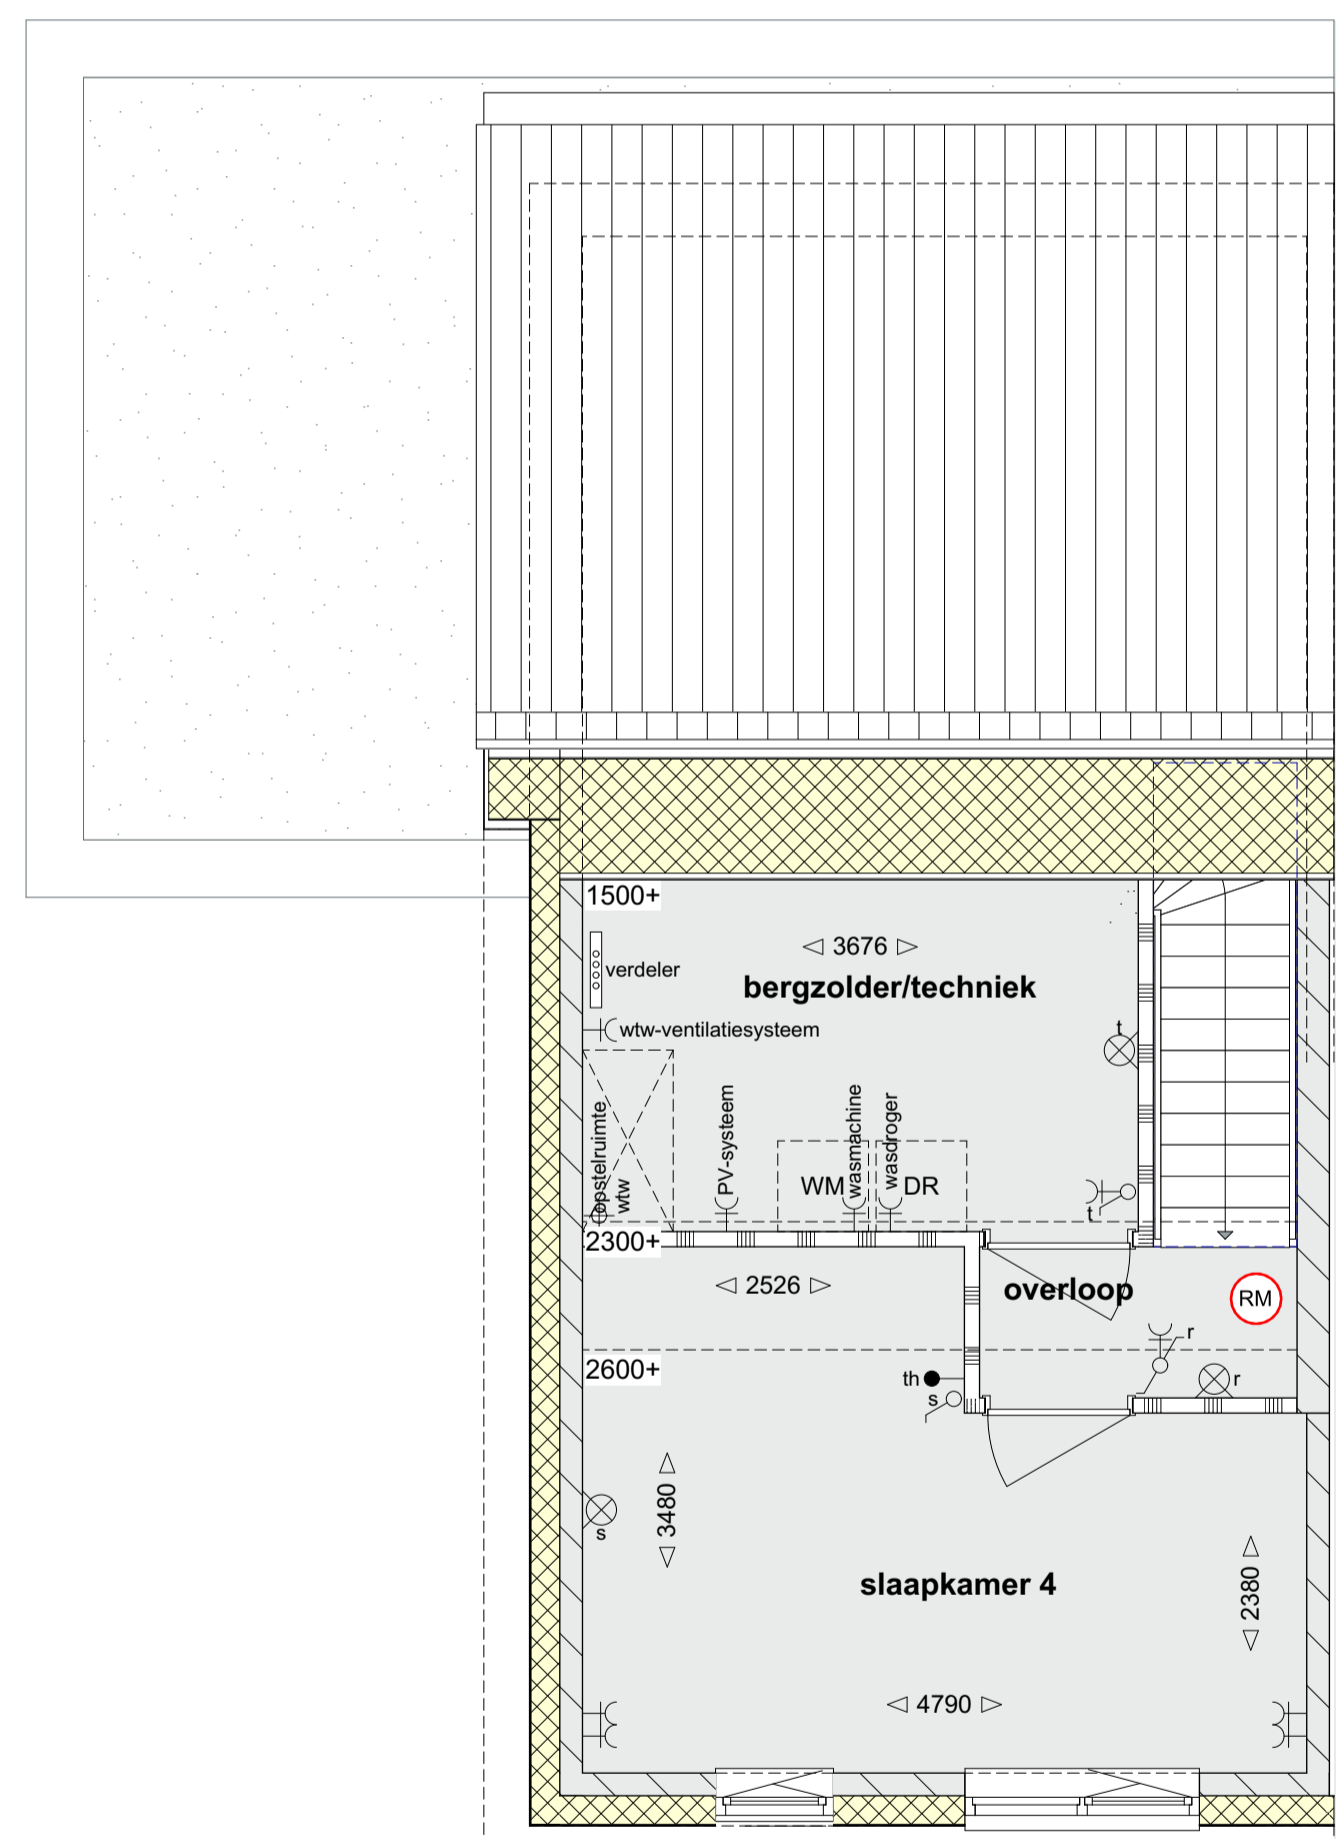 1500+
3676
verdeler
bergzolder/techniek
wtw-ventilatiesysteem
t
opstelruimte
wtw
PV-systeem
wasmachine
wasdroger
WM
DR
t
2300+
2526
overloop
RM
r
2600+
th
s
r
3480
s
slaapkamer 4
2380
4790